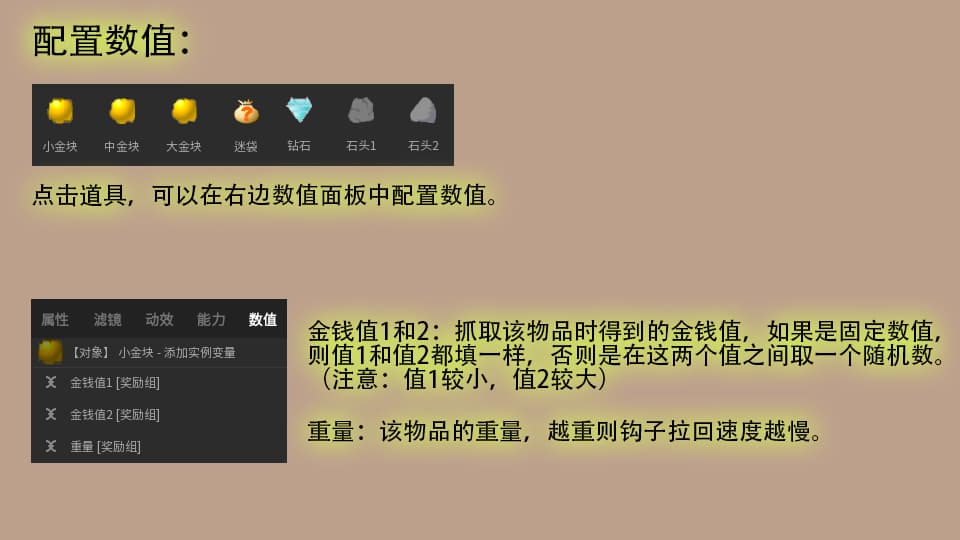 配置数值：
小金块 中金块 大金块 迷袋 钻石 石头1 石头2
点击道具，可以在右边数值面板中配置数值。
属性 滤镜 动效 能力 数值
【对象】 小金块 - 添加实例变量
金钱值1 [奖励组]
金钱值2 [奖励组]
重量 [奖励组]
金钱值1和2：抓取该物品时得到的金钱值，如果是固定数值，
则值1和值2都填一样，否则是在这两个值之间取一个随机数。
（注意：值1较小，值2较大）
重量：该物品的重量，越重则钩子拉回速度越慢。